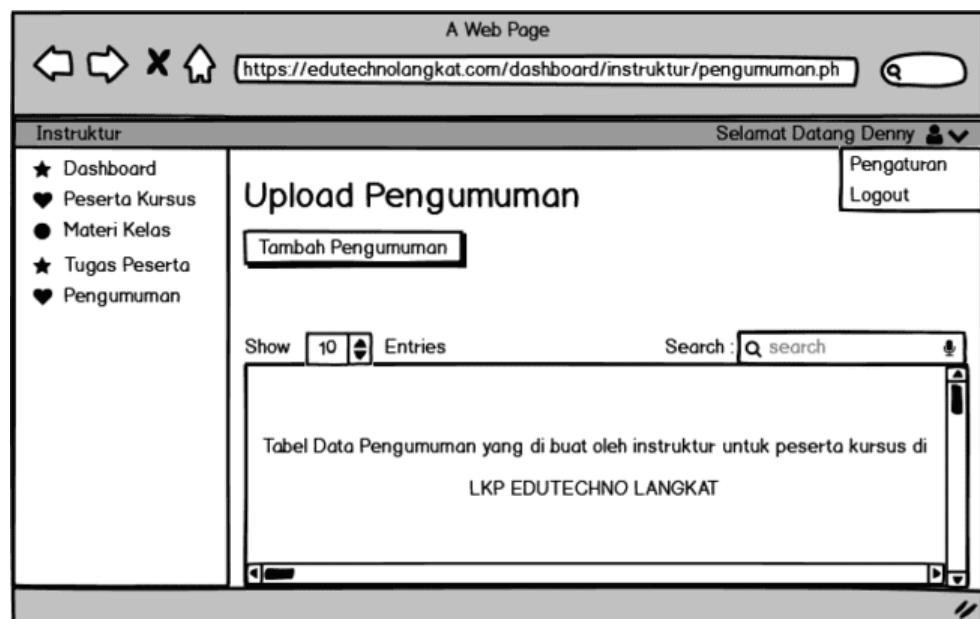 A Web Page
https://edutechnolangkat.com/dashboard/instruktur/pengumuman.ph
Instruktur
Selamat Datang Denny
Pengaturan
Logout
Dashboard
Peserta Kursus
Materi Kelas
Tugas Peserta
Pengumuman
Upload Pengumuman
Tambah Pengumuman
Show 10 Entries
Search : search
Tabel Data Pengumuman yang di buat oleh instruktur untuk peserta kursus di
LKP EDUTECHNO LANGKAT